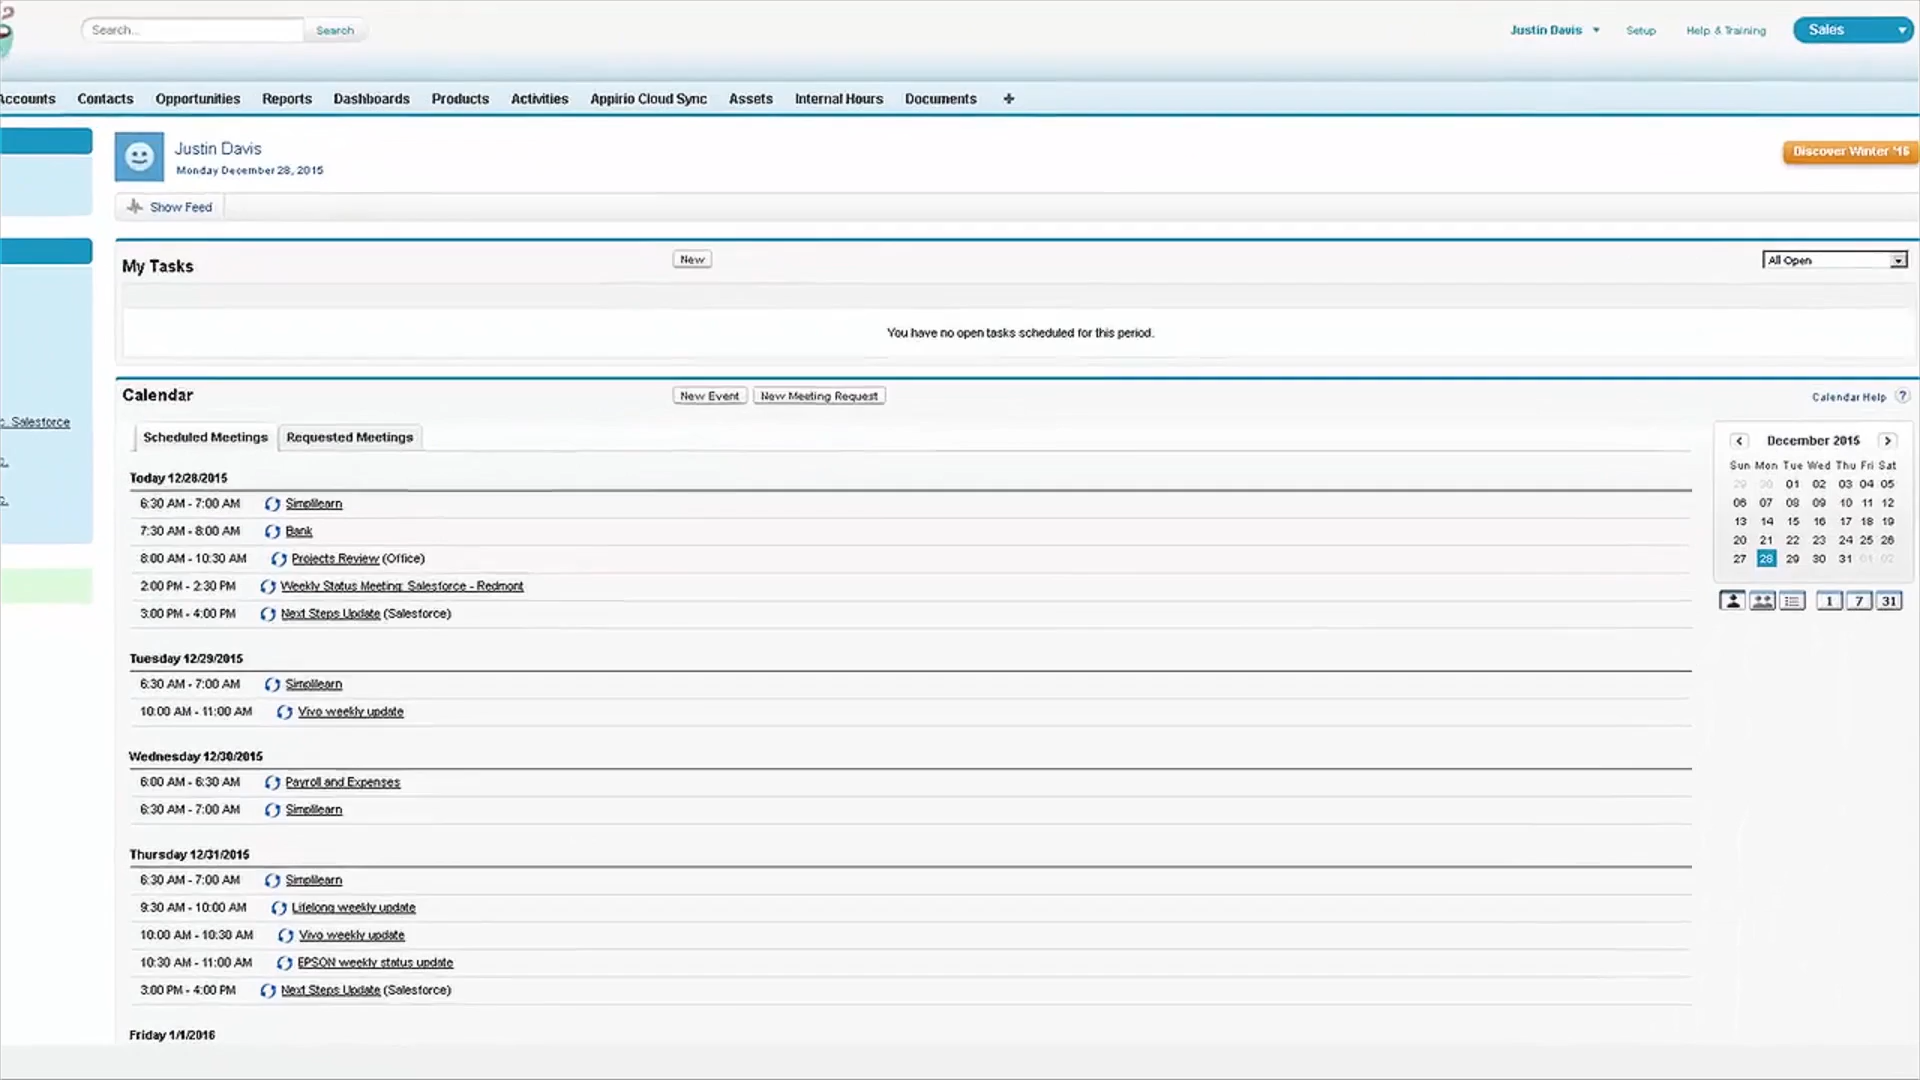 Search... Search Justin Davis Setup Help & Training Sales
Accounts Contacts Opportunities Reports Dashboards Products Activities Appirio Cloud Sync Assets Internal Hours Documents +
Justin Davis
Monday December 28, 2015
Discover Winter '16
Show Feed
My Tasks New All Open
You have no open tasks scheduled for this period.
Calendar New Event New Meeting Request Calendar Help ?
Scheduled Meetings Requested Meetings
Today 12/28/2015
6:30 AM - 7:00 AM Simplilearn
7:30 AM - 8:00 AM Bank
8:00 AM - 10:30 AM Projects Review (Office)
2:00 PM - 2:30 PM Weekly Status Meeting: Salesforce - Redmont
3:00 PM - 4:00 PM Next Steps Update (Salesforce)
Tuesday 12/29/2015
6:30 AM - 7:00 AM Simplilearn
10:00 AM - 11:00 AM Vivo weekly update
Wednesday 12/30/2015
6:00 AM - 6:30 AM Payroll and Expenses
6:30 AM - 7:00 AM Simplilearn
Thursday 12/31/2015
6:30 AM - 7:00 AM Simplilearn
9:30 AM - 10:00 AM Lifelong weekly update
10:00 AM - 10:30 AM Vivo weekly update
10:30 AM - 11:00 AM EPSON weekly status update
3:00 PM - 4:00 PM Next Steps Update (Salesforce)
Friday 1/1/2016
c. Salesforce
c.
c.
December 2015
Sun Mon Tue Wed Thu Fri Sat
29 30 01 02 03 04 05
06 07 08 09 10 11 12
13 14 15 16 17 18 19
20 21 22 23 24 25 26
27 28 29 30 31 01 02
1 7 31